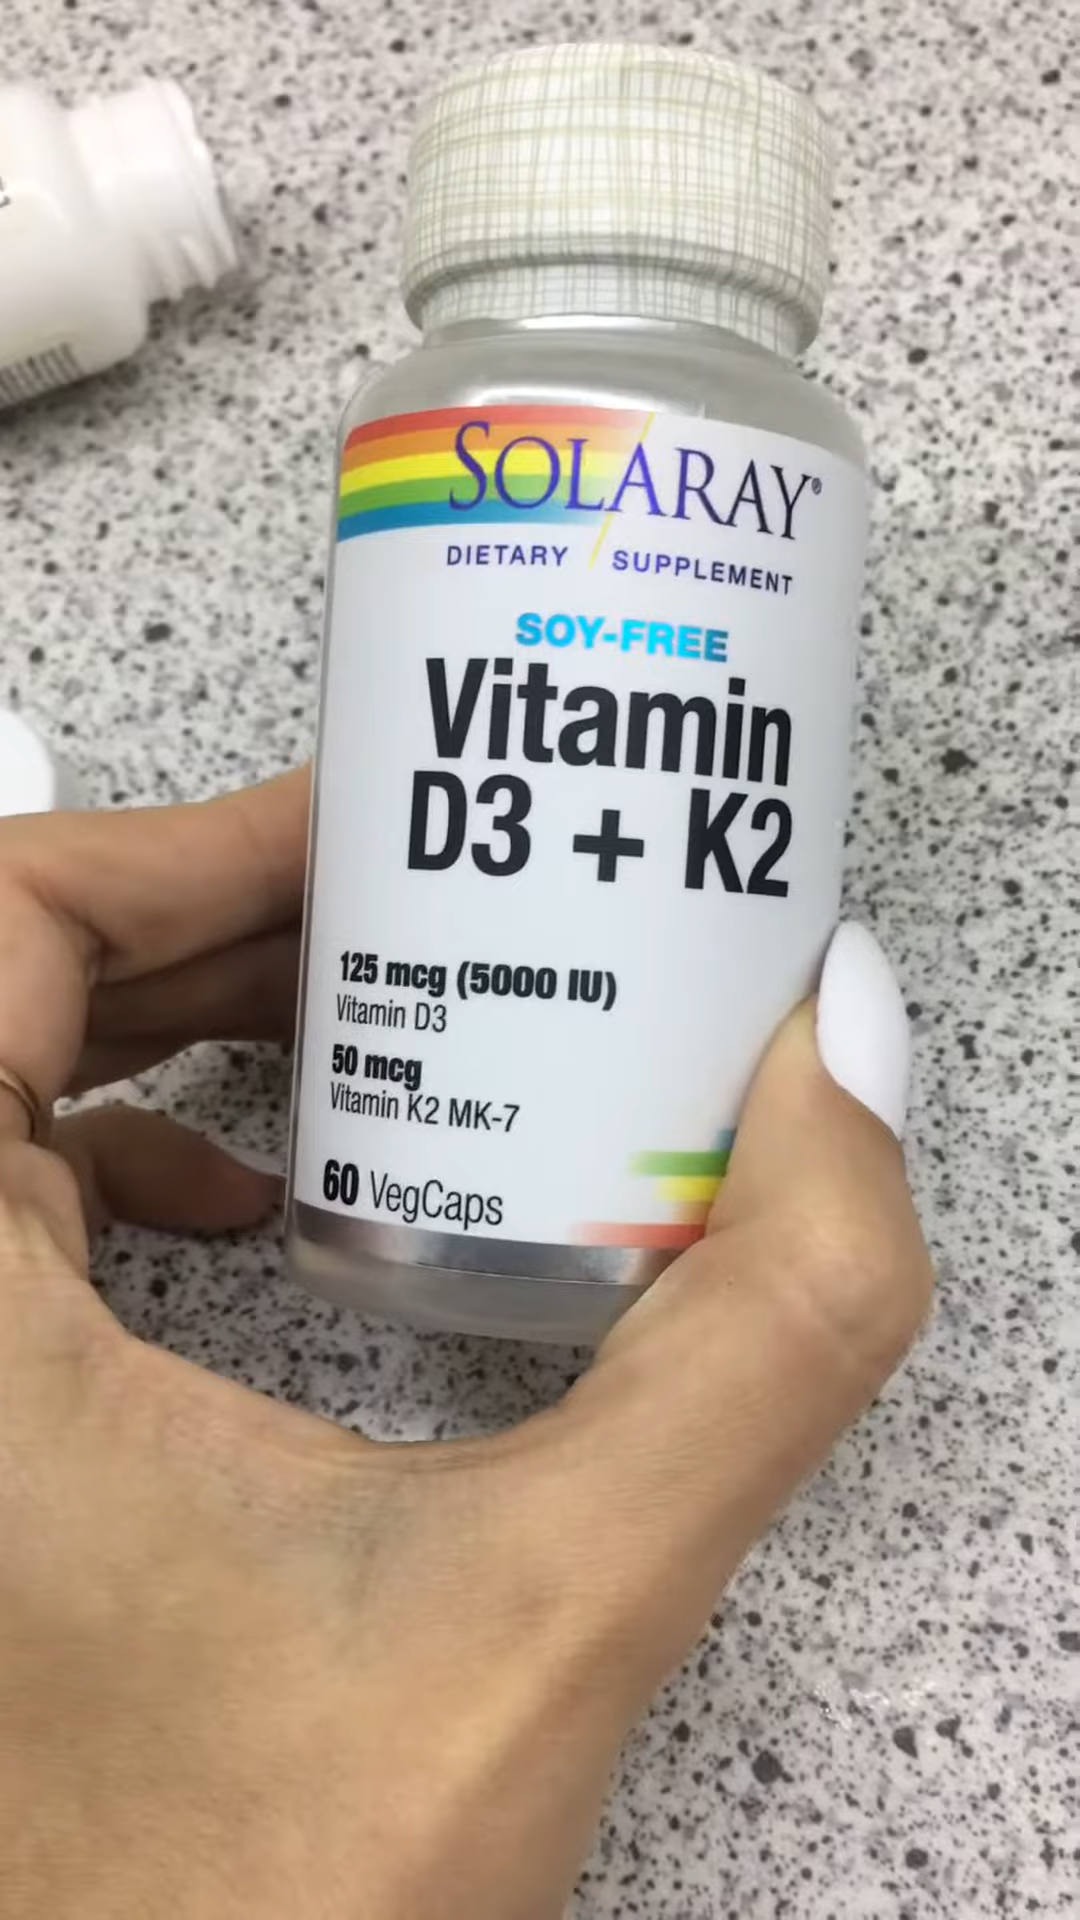 SOLARAY®
DIETARY SUPPLEMENT
SOY-FREE
Vitamin
D3 + K2
125 mcg (5000 IU)
Vitamin D3
50 mcg
Vitamin K2 MK-7
60 VegCaps